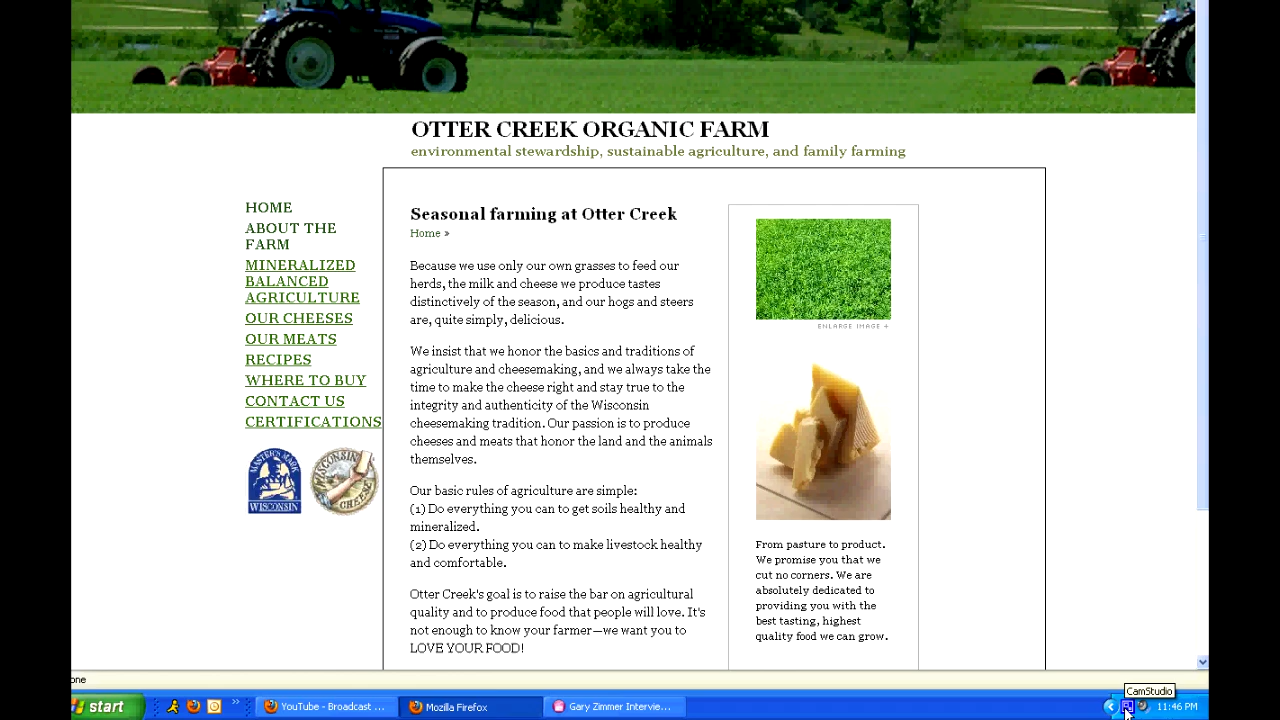 OTTER CREEK ORGANIC FARM
environmental stewardship, sustainable agriculture, and family farming
HOME
ABOUT THE
FARM
MINERALIZED
BALANCED
AGRICULTURE
OUR CHEESES
OUR MEATS
RECIPES
WHERE TO BUY
CONTACT US
CERTIFICATIONS
MASTER'S MARK
WISCONSIN
WISCONSIN
CHEESE
Seasonal farming at Otter Creek
Home »
Because we use only our own grasses to feed our
herds, the milk and cheese we produce tastes
distinctively of the season, and our hogs and steers
are, quite simply, delicious.
We insist that we honor the basics and traditions of
agriculture and cheesemaking, and we always take the
time to make the cheese right and stay true to the
integrity and authenticity of the Wisconsin
cheesemaking tradition. Our passion is to produce
cheeses and meats that honor the land and the animals
themselves.
Our basic rules of agriculture are simple:
(1) Do everything you can to get soils healthy and
mineralized.
(2) Do everything you can to make livestock healthy
and comfortable.
Otter Creek's goal is to raise the bar on agricultural
quality and to produce food that people will love. It's
not enough to know your farmer—we want you to
LOVE YOUR FOOD!
ENLARGE IMAGE +
From pasture to product.
We promise you that we
cut no corners. We are
absolutely dedicated to
providing you with the
best tasting, highest
quality food we can grow.
one
CamStudio
start
YouTube - Broadcast ...
Mozilla Firefox
Gary Zimmer Intervie...
11:46 PM